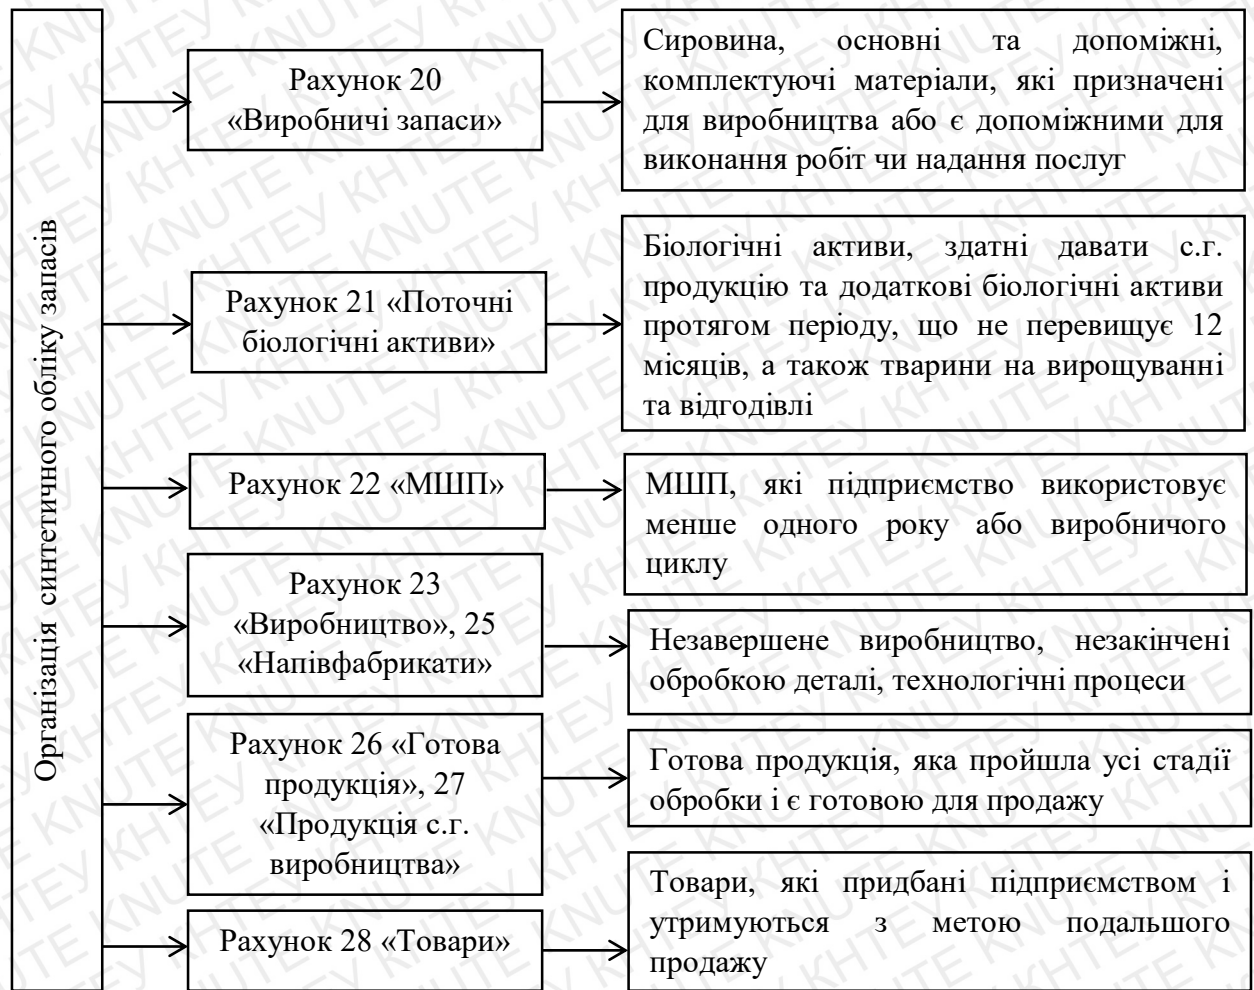 Організація синтетичного обліку запасів
Рахунок 20
«Виробничі запаси»
Сировина, основні та допоміжні,
комплектуючі матеріали, які призначені
для виробництва або є допоміжними для
виконання робіт чи надання послуг
Рахунок 21 «Поточні
біологічні активи»
Біологічні активи, здатні давати с.г.
продукцію та додаткові біологічні активи
протягом періоду, що не перевищує 12
місяців, а також тварини на вирощуванні
та відгодівлі
Рахунок 22 «МШП»
МШП, які підприємство використовує
менше одного року або виробничого
циклу
Рахунок 23
«Виробництво», 25
«Напівфабрикати»
Незавершене виробництво, незакінчені
обробкою деталі, технологічні процеси
Рахунок 26 «Готова
продукція», 27
«Продукція с.г.
виробництва»
Готова продукція, яка пройшла усі стадії
обробки і є готовою для продажу
Рахунок 28 «Товари»
Товари, які придбані підприємством і
утримуються з метою подальшого
продажу